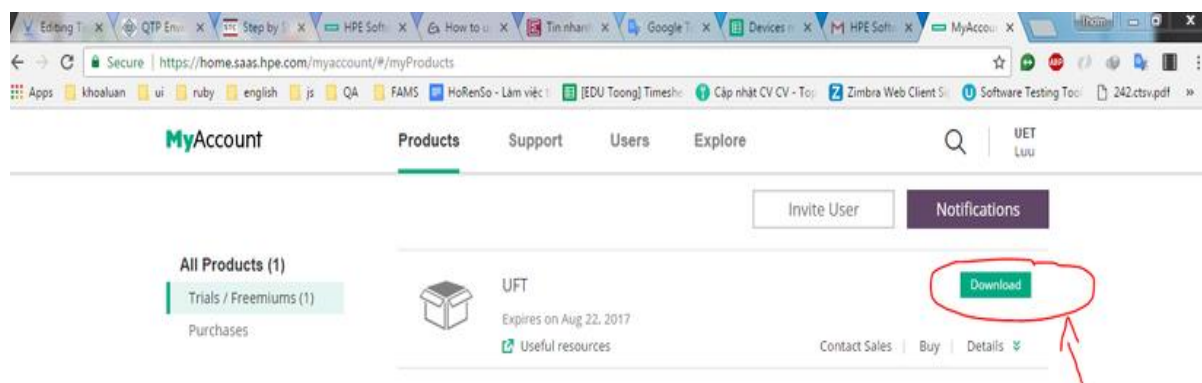 Editing T QTP Env Step by S HPE Soft How to u Tin nhan Google T Devices HPE Soft MyAccou
Secure | https://home.saas.hpe.com/myaccount/#/myProducts
Apps khoaluan ui ruby english js QA FAMS HoRenSo - Làm việc [EDU Toong] Timeshe Cập nhật CV CV - Top Zimbra Web Client Si Software Testing Tool 242.ctsv.pdf »
MyAccount Products Support Users Explore UET
Luu
Invite User Notifications
All Products (1)
Trials / Freemiums (1)
Purchases
UFT Download
Expires on Aug 22, 2017
Useful resources Contact Sales | Buy | Details